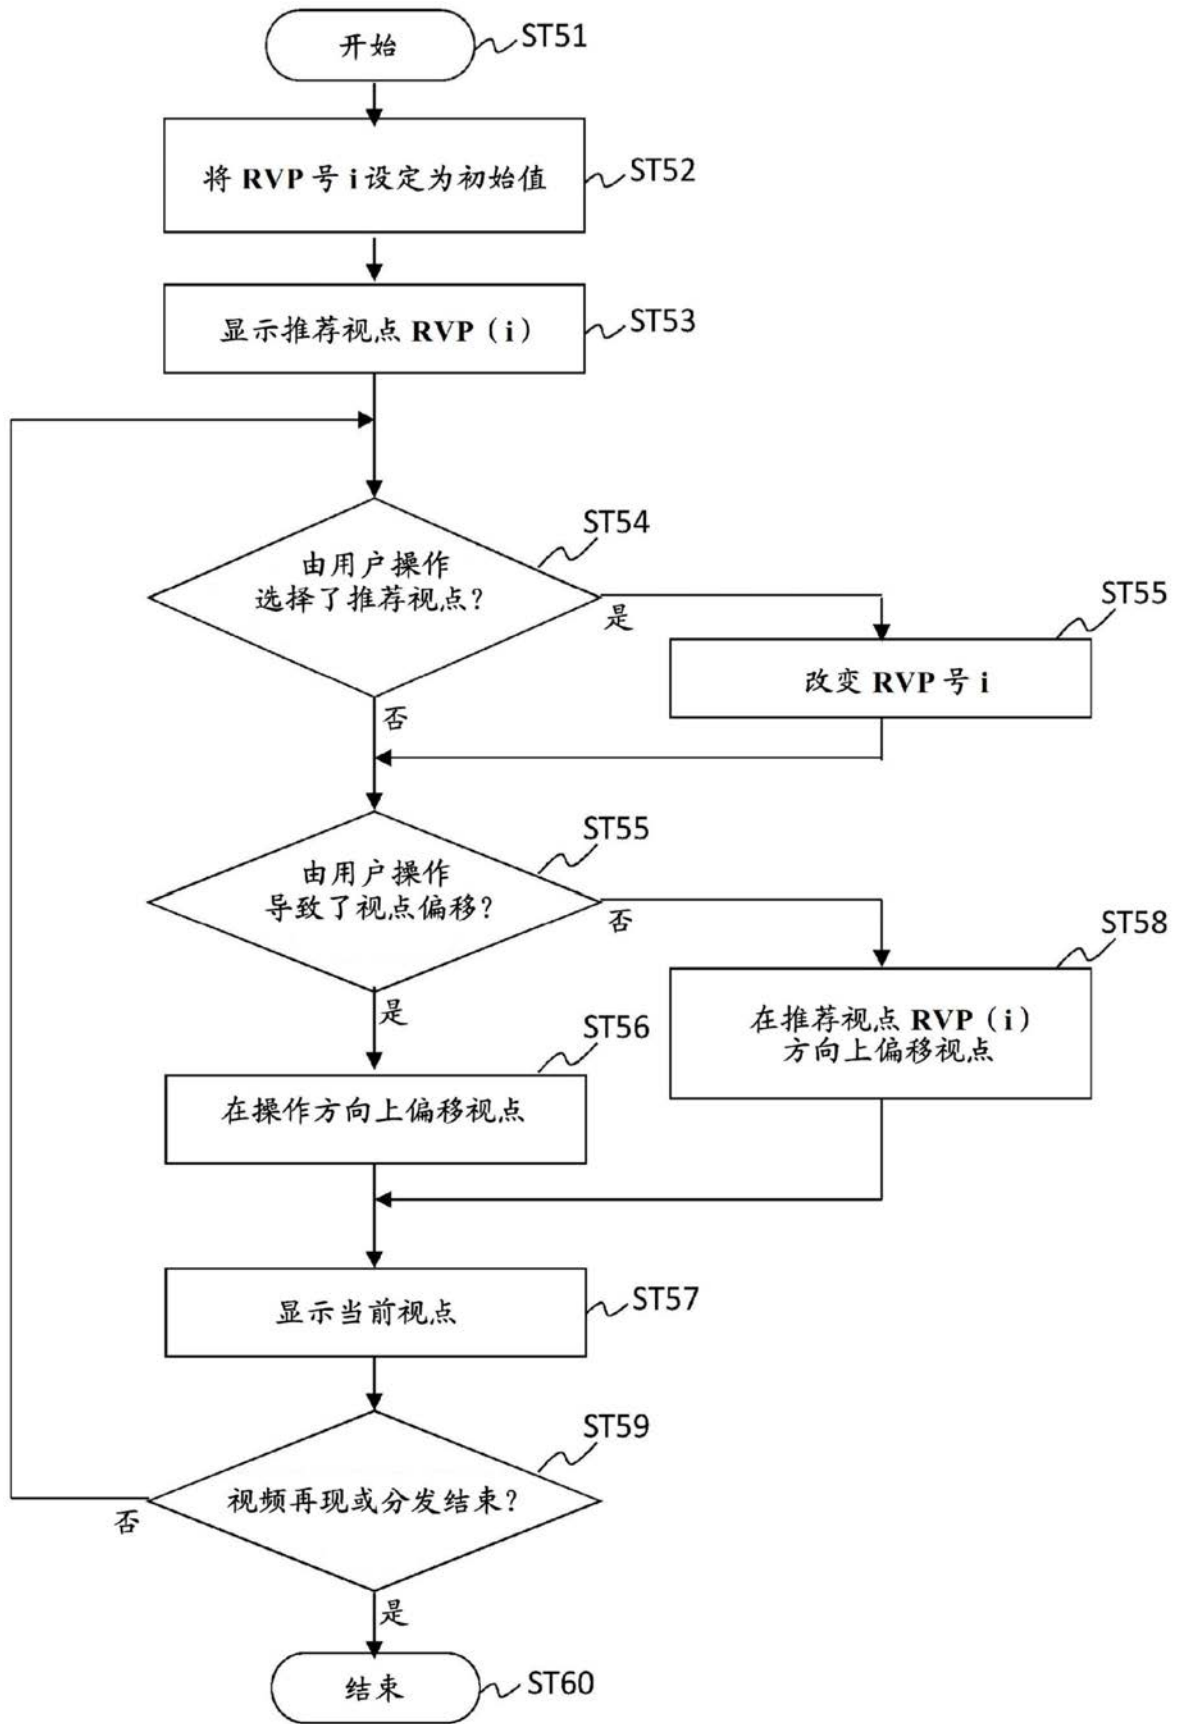 开始
ST51
将 RVP 号 i 设定为初始值
ST52
显示推荐视点 RVP（i）
ST53
ST54
由用户操作
选择了推荐视点？
是
ST55
改变 RVP 号 i
否
ST55
由用户操作
导致了视点偏移？
否
ST58
在推荐视点 RVP（i）
方向上偏移视点
是
ST56
在操作方向上偏移视点
显示当前视点
ST57
ST59
视频再现或分发结束？
否
是
结束
ST60